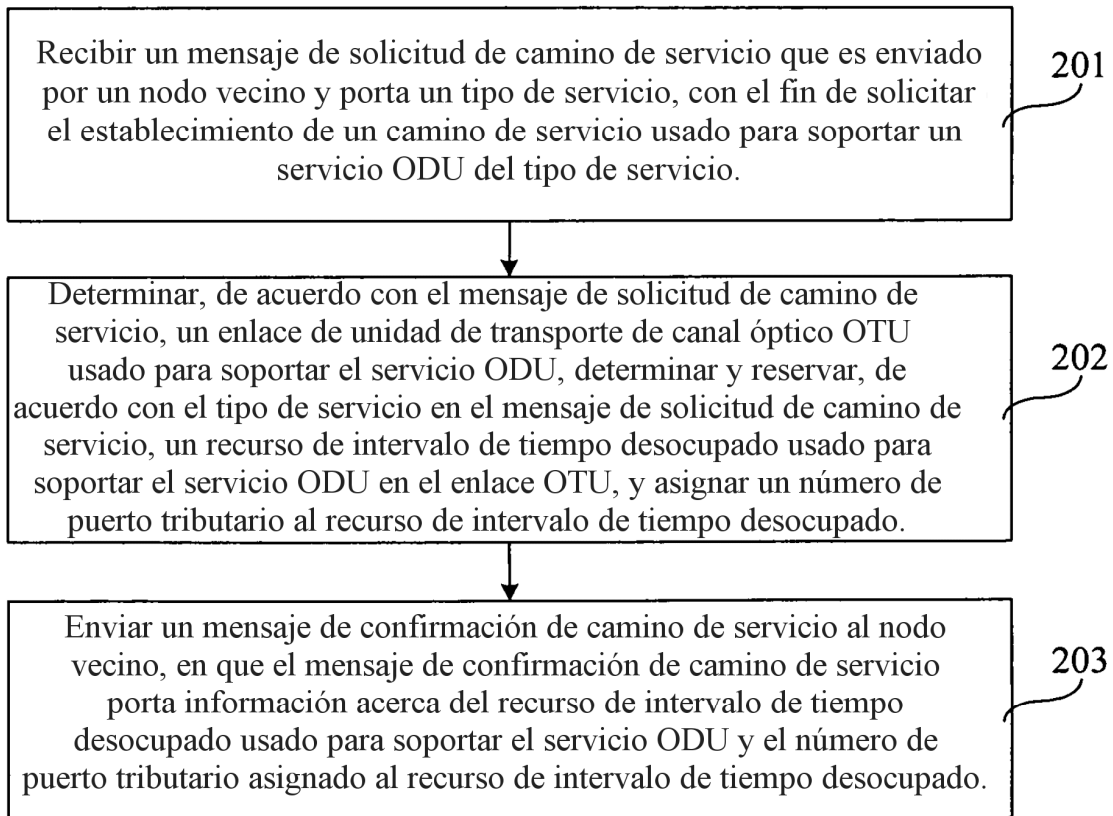 Recibir un mensaje de solicitud de camino de servicio que es enviado
por un nodo vecino y porta un tipo de servicio, con el fin de solicitar
el establecimiento de un camino de servicio usado para soportar un
servicio ODU del tipo de servicio.
201
Determinar, de acuerdo con el mensaje de solicitud de camino de
servicio, un enlace de unidad de transporte de canal óptico OTU
usado para soportar el servicio ODU, determinar y reservar, de
acuerdo con el tipo de servicio en el mensaje de solicitud de camino de
servicio, un recurso de intervalo de tiempo desocupado usado para
soportar el servicio ODU en el enlace OTU, y asignar un número de
puerto tributario al recurso de intervalo de tiempo desocupado.
202
Enviar un mensaje de confirmación de camino de servicio al nodo
vecino, en que el mensaje de confirmación de camino de servicio
porta información acerca del recurso de intervalo de tiempo
desocupado usado para soportar el servicio ODU y el número de
puerto tributario asignado al recurso de intervalo de tiempo desocupado.
203